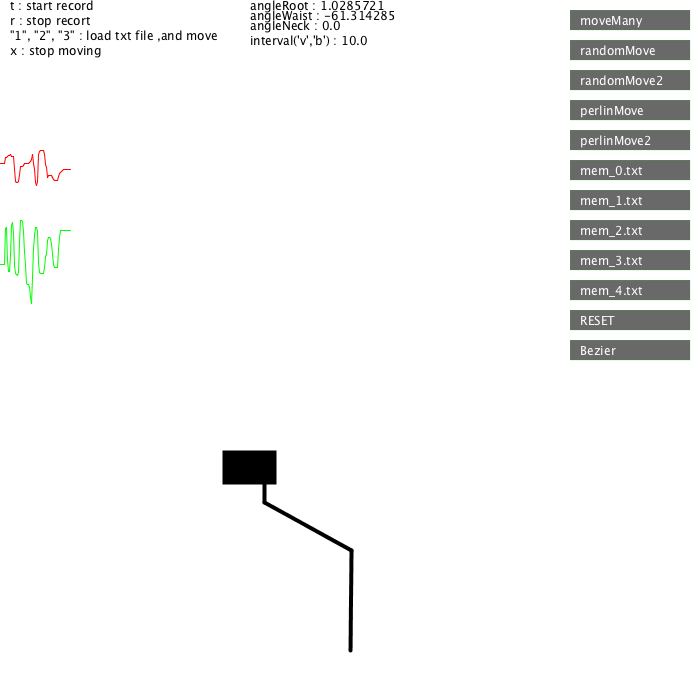 t : start record
r : stop recort
"1", "2", "3" : load txt file ,and move
x : stop moving
angleRoot : 1.0285721
angleWaist : -61.314285
angleNeck : 0.0
interval('v','b') : 10.0
moveMany
randomMove
randomMove2
perlinMove
perlinMove2
mem_0.txt
mem_1.txt
mem_2.txt
mem_3.txt
mem_4.txt
RESET
Bezier